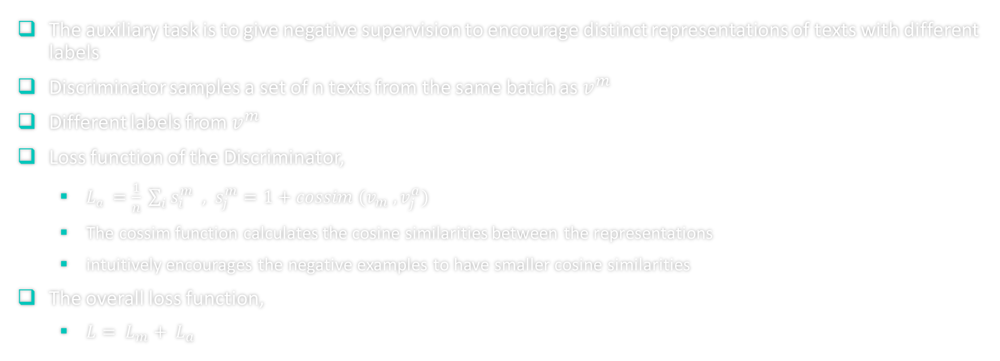 The auxiliary task is to give negative supervision to encourage distinct representations of texts with different
labels
Discriminator samples a set of n texts from the same batch as 𝑣^𝑚
Different labels from 𝑣^𝑚
Loss function of the Discriminator,
𝐿_𝑎 = 1/𝑛 ∑_𝑖 𝑠_𝑖^𝑚 , 𝑠_𝑗^𝑚 = 1 + 𝑐𝑜𝑠𝑠𝑖𝑚 (𝑣_𝑚 , 𝑣_𝑗^𝑎)
The cossim function calculates the cosine similarities between the representations
intuitively encourages the negative examples to have smaller cosine similarities
The overall loss function,
𝐿 = 𝐿_𝑚 + 𝐿_𝑎